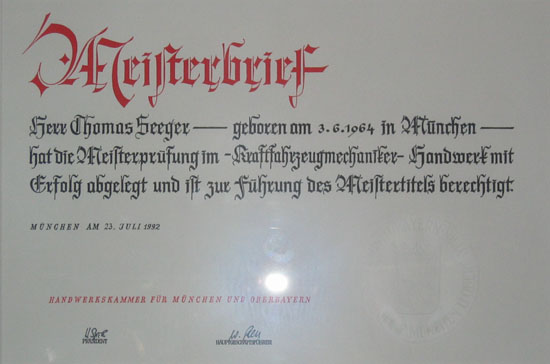 Meisterbrief
Herr Thomas Seeger — geboren am 3.6.1964 in München —
hat die Meisterprüfung im -Kraftfahrzeugmechaniker- Handwerk mit
Erfolg abgelegt und ist zur Führung des Meistertitels berechtigt.
MÜNCHEN AM 23. JULI 1992
HANDWERKSKAMMER FÜR MÜNCHEN UND OBERBAYERN
PRÄSIDENT HAUPTGESCHÄFTSFÜHRER